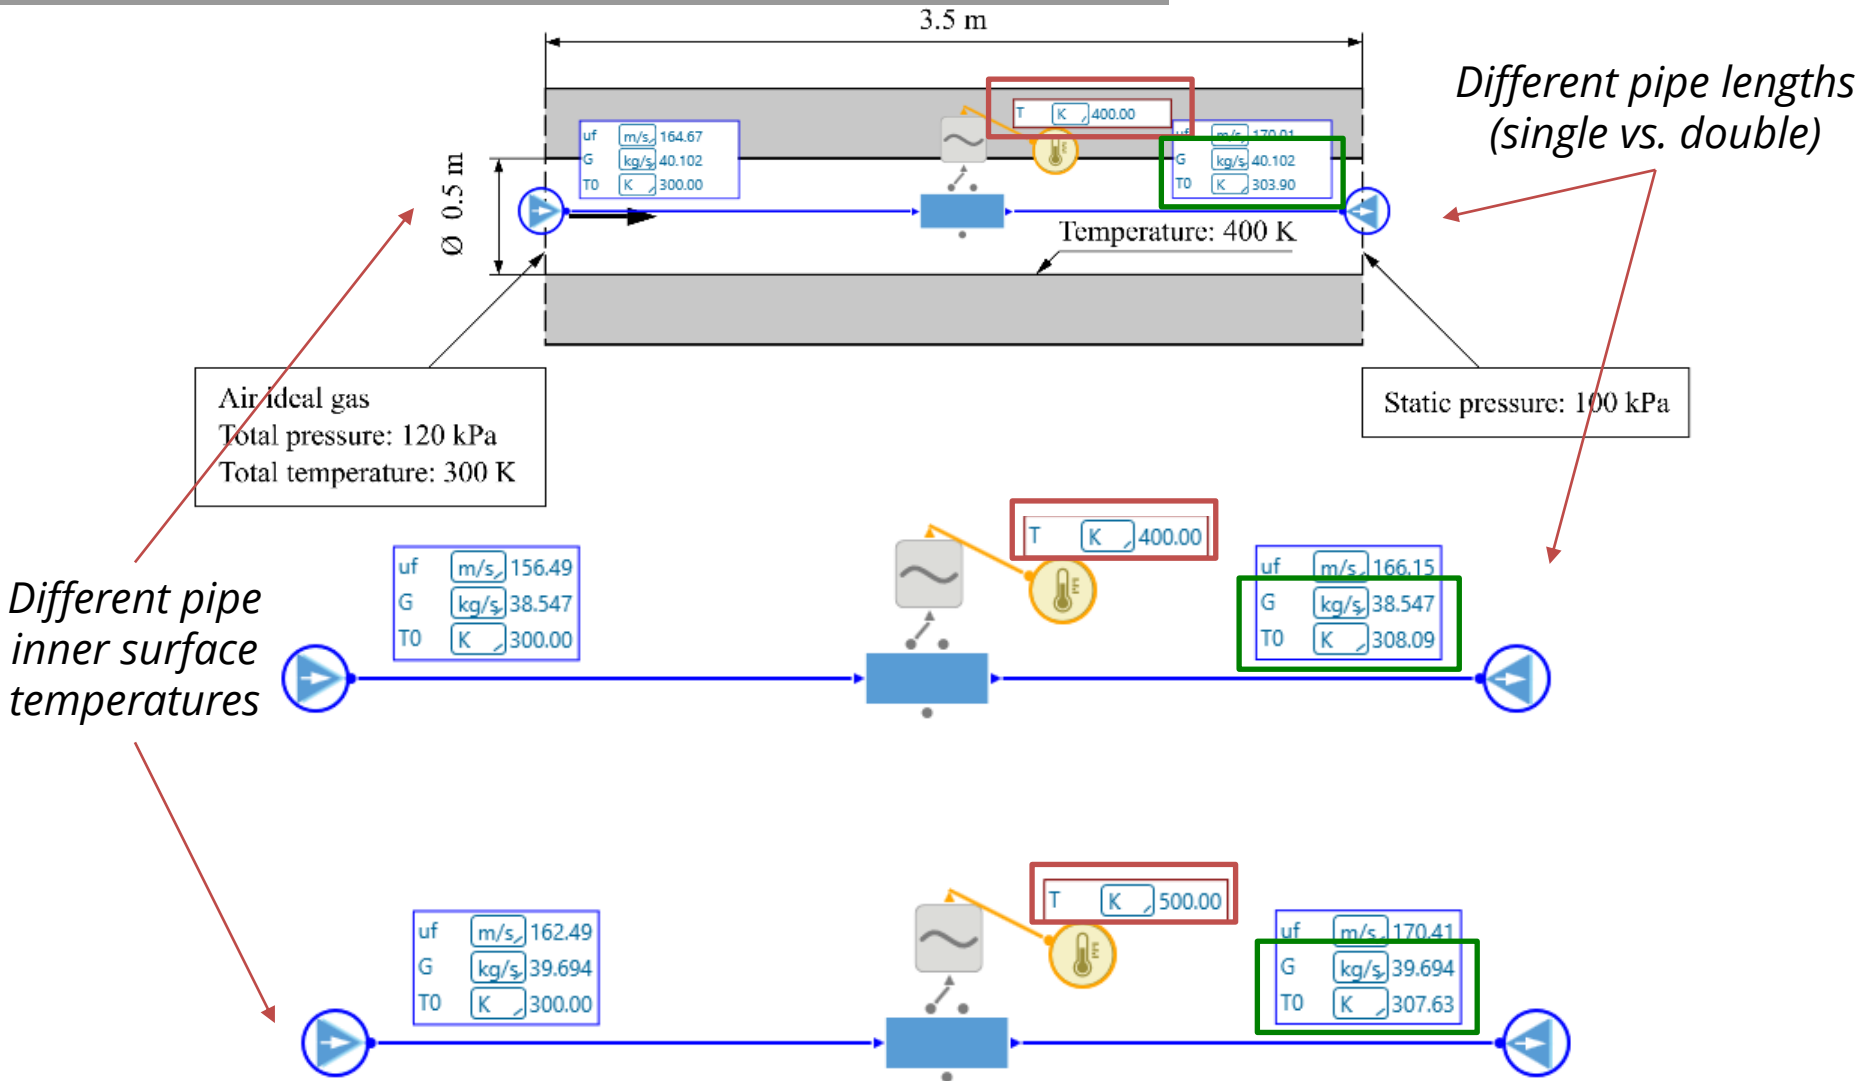 3.5 m
Different pipe lengths
(single vs. double)
T K 400.00
uf m/s 164.67
G kg/s 40.102
T0 K 300.00
uf m/s 170.01
G kg/s 40.102
T0 K 303.90
Ø 0.5 m
Temperature: 400 K
Air ideal gas
Total pressure: 120 kPa
Total temperature: 300 K
Static pressure: 100 kPa
Different pipe
inner surface
temperatures
T K 400.00
uf m/s 156.49
G kg/s 38.547
T0 K 300.00
uf m/s 166.15
G kg/s 38.547
T0 K 308.09
T K 500.00
uf m/s 162.49
G kg/s 39.694
T0 K 300.00
uf m/s 170.41
G kg/s 39.694
T0 K 307.63